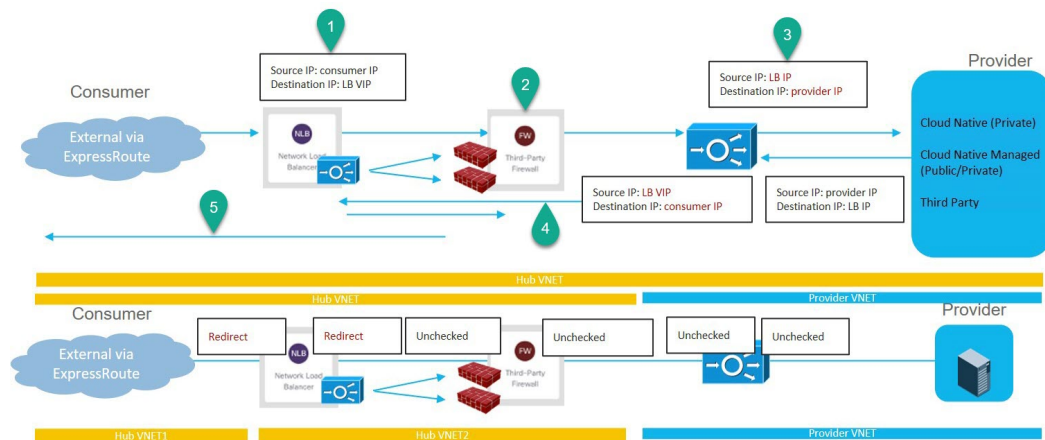 1
Source IP: consumer IP
Destination IP: LB VIP
3
Source IP: LB IP
Destination IP: provider IP
Consumer
Provider
2
External via
ExpressRoute
NLB
Network Load
Balancer
FW
Third-Party
Firewall
Cloud Native (Private)
Cloud Native Managed
(Public/Private)
Third Party
Source IP: LB VIP
Destination IP: consumer IP
Source IP: provider IP
Destination IP: LB IP
5
4
Hub VNET
Hub VNET
Provider VNET
Consumer
Provider
External via
ExpressRoute
Redirect
Redirect
Unchecked
Unchecked
Unchecked
Unchecked
NLB
Network Load
Balancer
FW
Third-Party
Firewall
Hub VNET1
Hub VNET2
Provider VNET